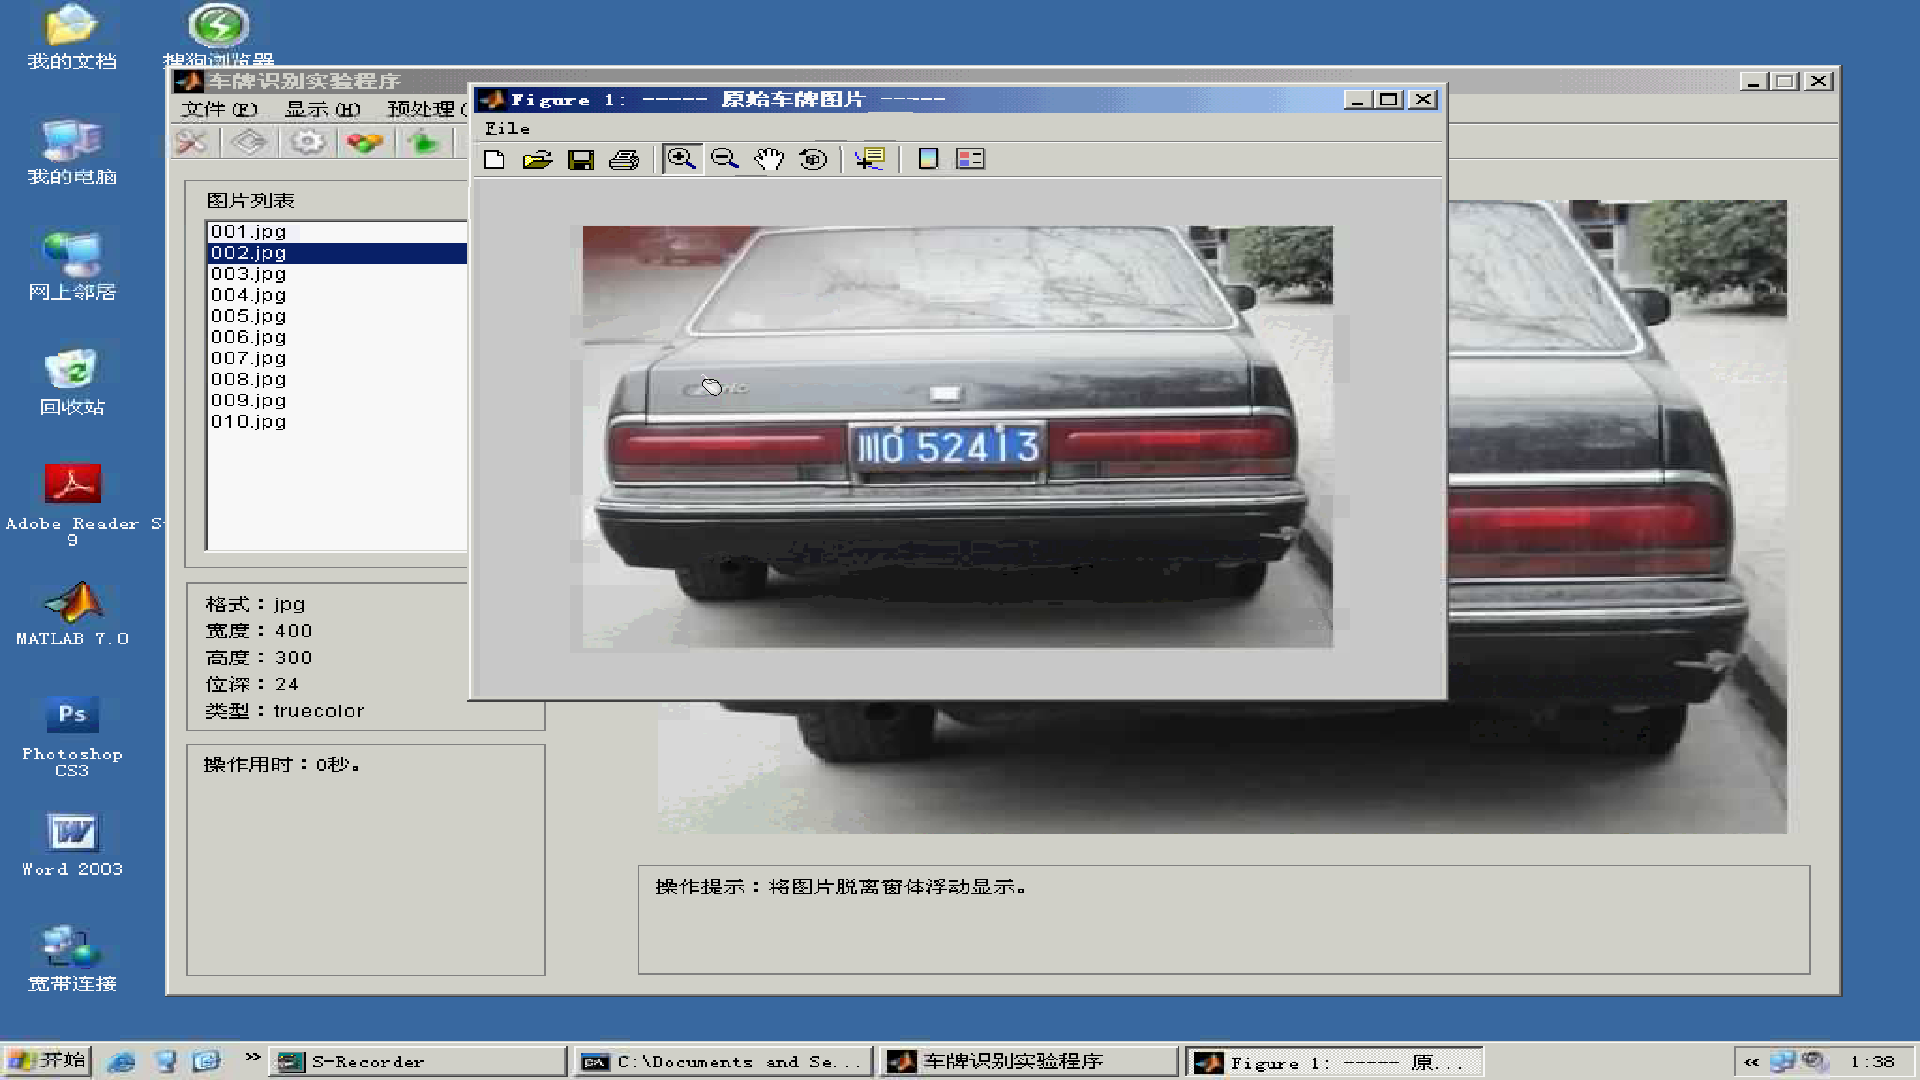 我的文档
搜狗浏览器
我的电脑
网上邻居
回收站
Adobe Reader S
9
MATLAB 7.0
Photoshop
CS3
Word 2003
宽带连接
车牌识别实验程序
文件(F) 显示(H) 预处理(
图片列表
001.jpg
002.jpg
003.jpg
004.jpg
005.jpg
006.jpg
007.jpg
008.jpg
009.jpg
010.jpg
格式：jpg
宽度：400
高度：300
位深：24
类型：truecolor
操作用时：0秒。
Figure 1: ----- 原始车牌图片 -----
File
川O 52413
操作提示：将图片脱离窗体浮动显示。
开始
S-Recorder
C:\Documents and Se...
车牌识别实验程序
Figure 1: ----- 原...
1:38